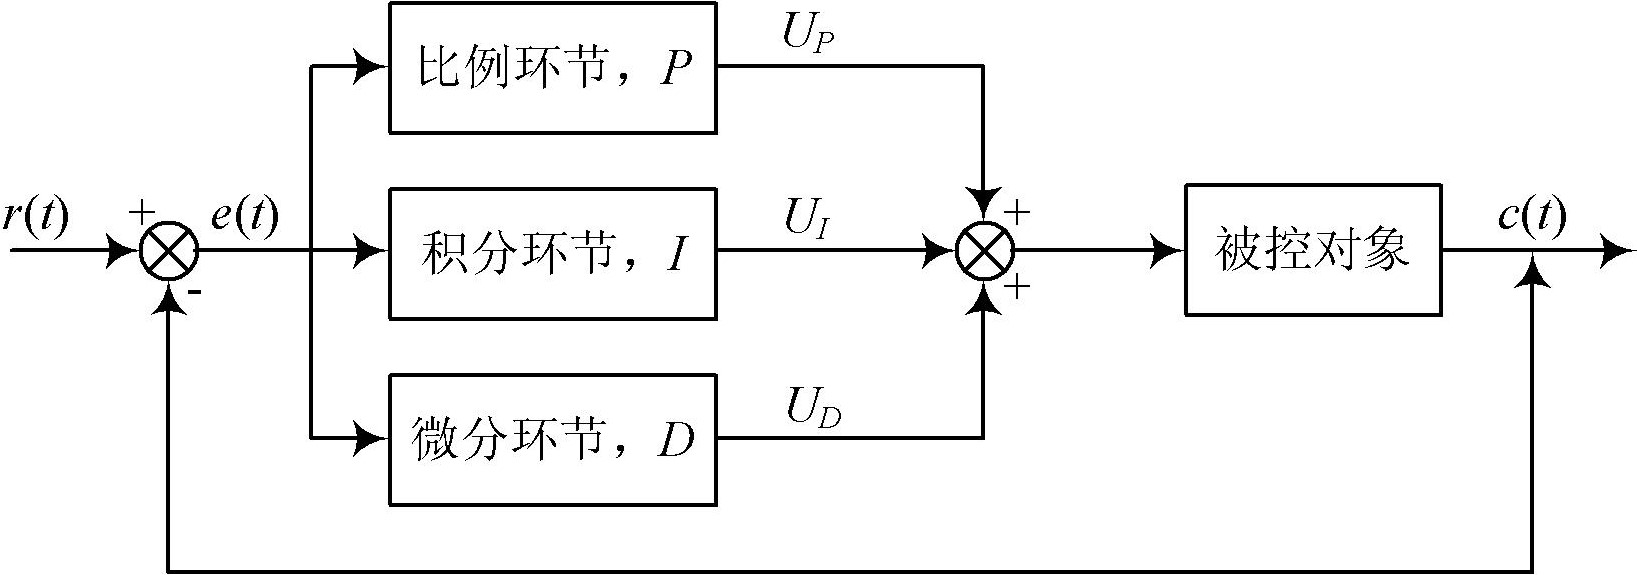 U_P
比例环节，P
r(t)
+
e(t)
-
积分环节，I
U_I
+
+
被控对象
c(t)
U_D
微分环节，D